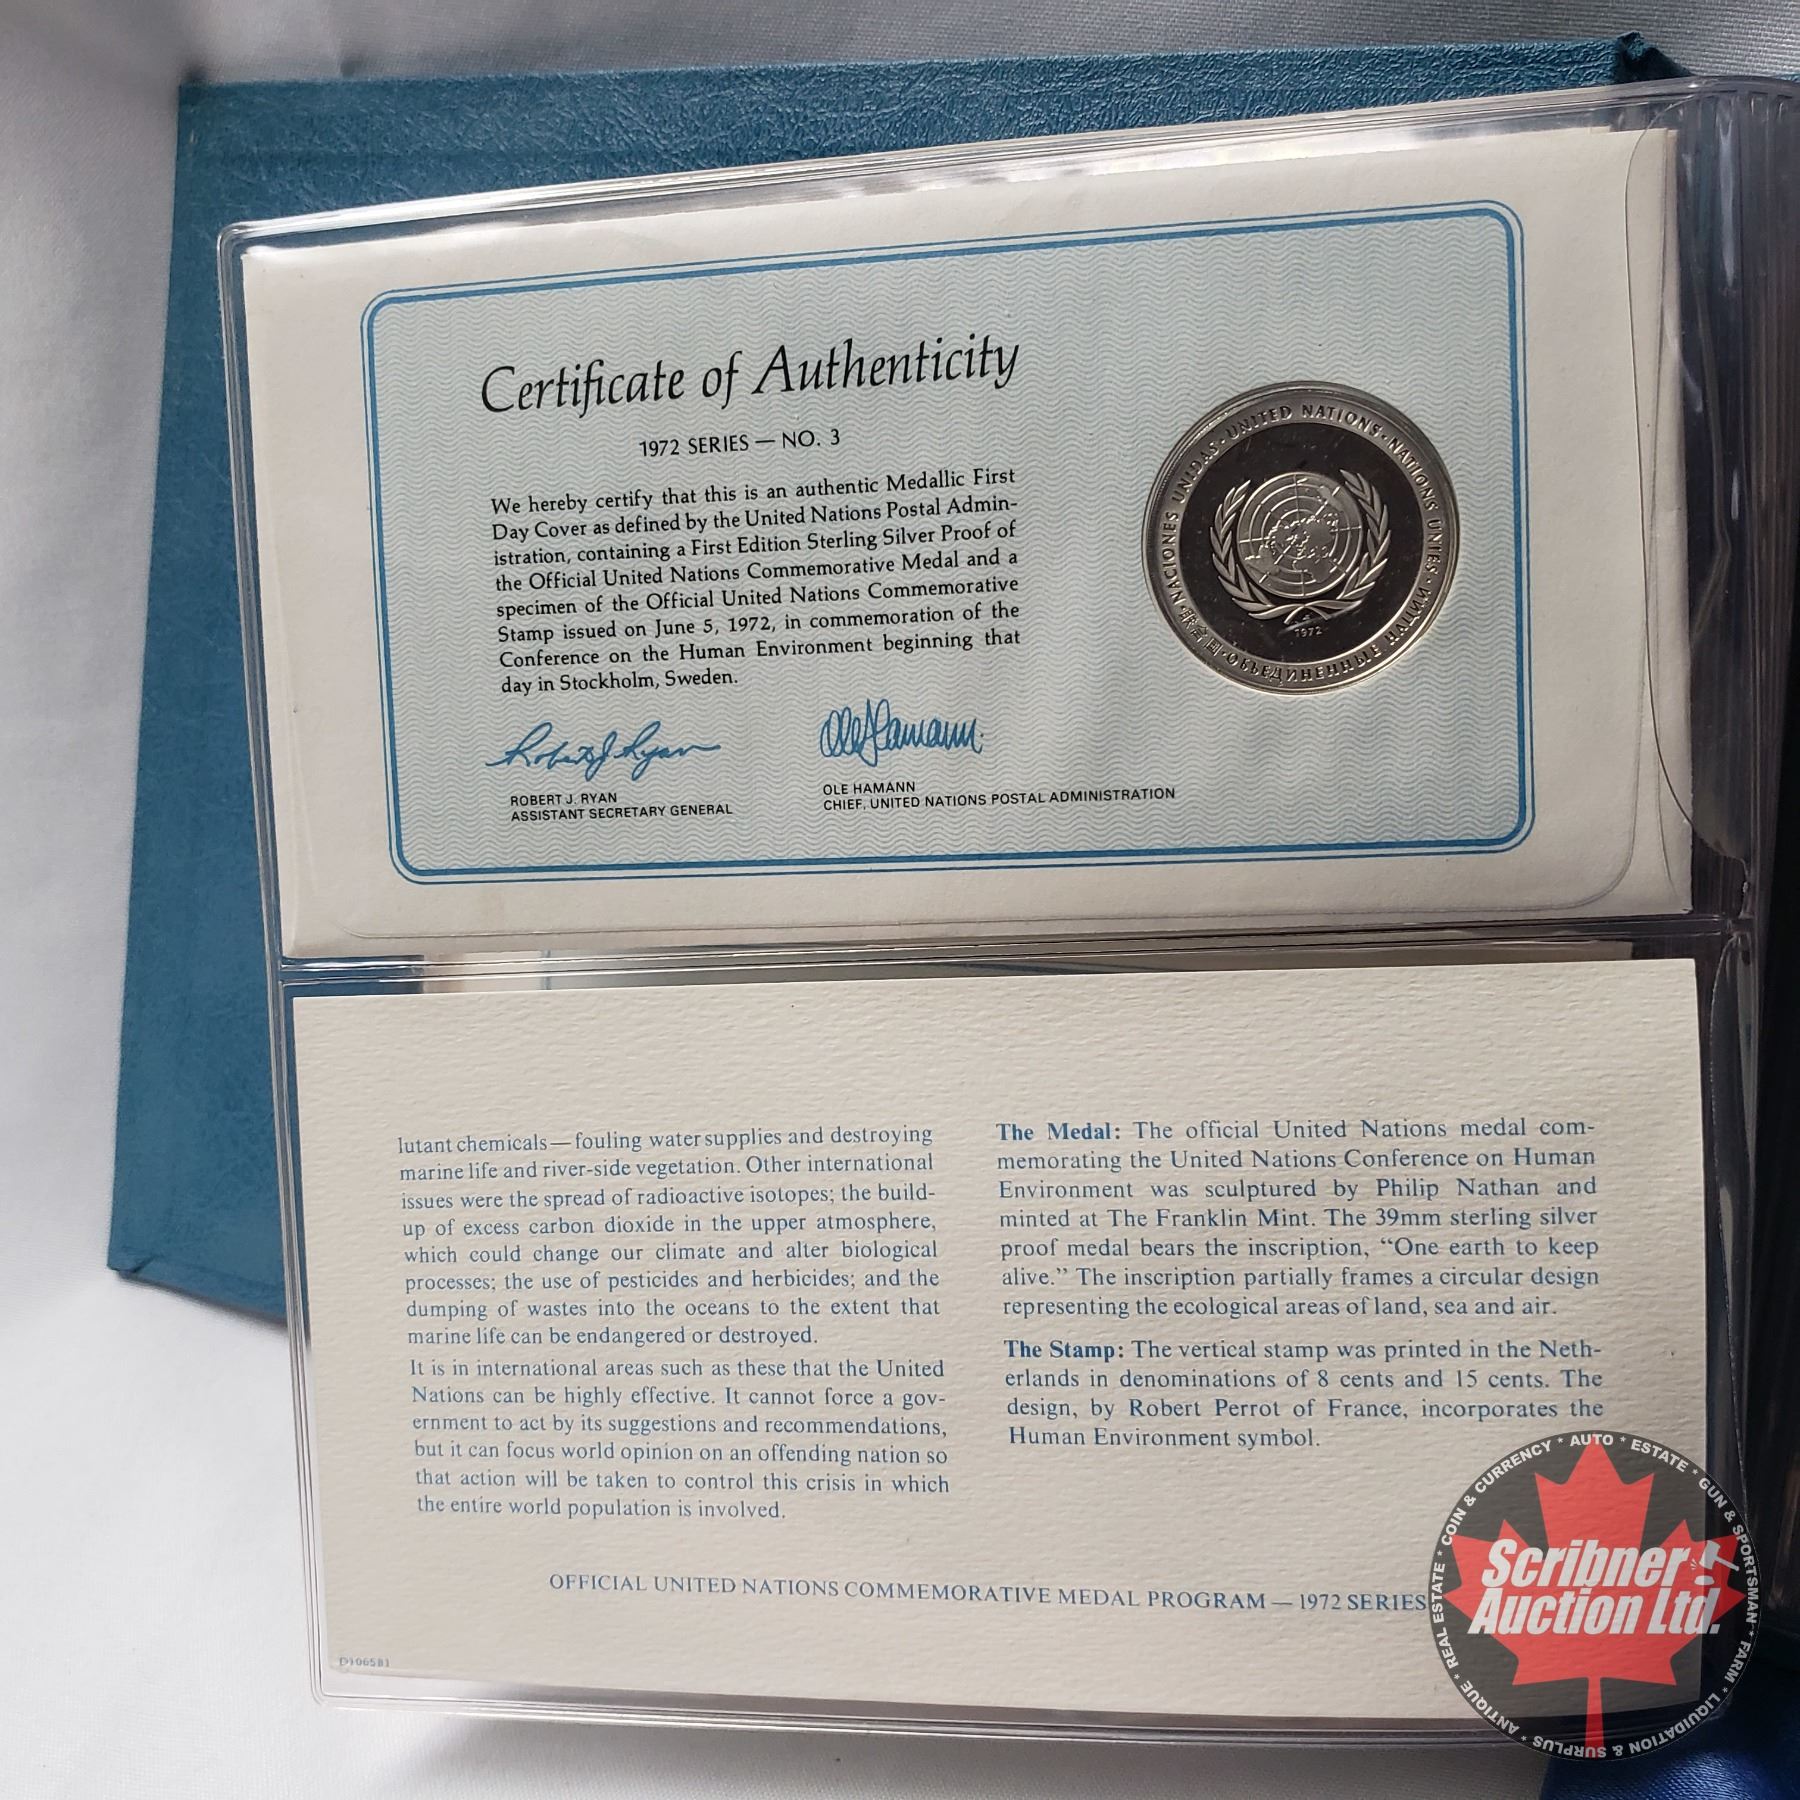 Certificate of Authenticity
1972 SERIES — NO. 3
We hereby certify that this is an authentic Medallic First
Day Cover as defined by the United Nations Postal Admin-
istration, containing a First Edition Sterling Silver Proof of
the Official United Nations Commemorative Medal and a
specimen of the Official United Nations Commemorative
Stamp issued on June 5, 1972, in commemoration of the
Conference on the Human Environment beginning that
day in Stockholm, Sweden.
Robert J. Ryan
Ole Hamann
ROBERT J. RYAN
ASSISTANT SECRETARY GENERAL
OLE HAMANN
CHIEF, UNITED NATIONS POSTAL ADMINISTRATION
UNITED NATIONS · NATIONS UNIES · ОБЪЕДИНЕННЫЕ НАЦИИ · 聯合國 · NACIONES UNIDAS ·
1972
lutant chemicals—fouling water supplies and destroying
marine life and river-side vegetation. Other international
issues were the spread of radioactive isotopes; the build-
up of excess carbon dioxide in the upper atmosphere,
which could change our climate and alter biological
processes; the use of pesticides and herbicides; and the
dumping of wastes into the oceans to the extent that
marine life can be endangered or destroyed.
It is in international areas such as these that the United
Nations can be highly effective. It cannot force a gov-
ernment to act by its suggestions and recommendations,
but it can focus world opinion on an offending nation so
that action will be taken to control this crisis in which
the entire world population is involved.
The Medal: The official United Nations medal com-
memorating the United Nations Conference on Human
Environment was sculptured by Philip Nathan and
minted at The Franklin Mint. The 39mm sterling silver
proof medal bears the inscription, “One earth to keep
alive.” The inscription partially frames a circular design
representing the ecological areas of land, sea and air.
The Stamp: The vertical stamp was printed in the Neth-
erlands in denominations of 8 cents and 15 cents. The
design, by Robert Perrot of France, incorporates the
Human Environment symbol.
OFFICIAL UNITED NATIONS COMMEMORATIVE MEDAL PROGRAM — 1972 SERIES
D1065B1
Scribner
Auction Ltd.
* REAL ESTATE * COIN & CURRENCY * AUTO * ESTATE * GUN & SPORTSMAN * FARM * LIQUIDATION & SURPLUS * ANTIQUE